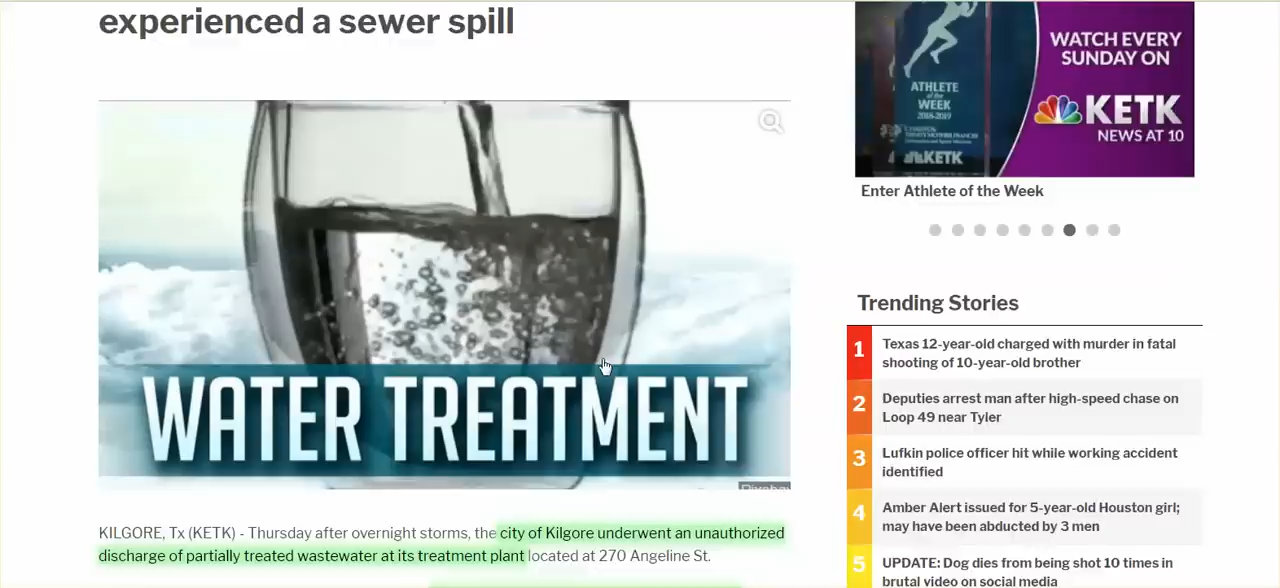 experienced a sewer spill
WATER TREATMENT
KILGORE, Tx (KETK) - Thursday after overnight storms, the city of Kilgore underwent an unauthorized
discharge of partially treated wastewater at its treatment plant located at 270 Angeline St.
ATHLETE
of the
WEEK
2018-2019
KETK
WATCH EVERY
SUNDAY ON
KETK
NEWS AT 10
Enter Athlete of the Week
Trending Stories
1
Texas 12-year-old charged with murder in fatal
shooting of 10-year-old brother
2
Deputies arrest man after high-speed chase on
Loop 49 near Tyler
3
Lufkin police officer hit while working accident
identified
4
Amber Alert issued for 5-year-old Houston girl;
may have been abducted by 3 men
5
UPDATE: Dog dies from being shot 10 times in
brutal video on social media